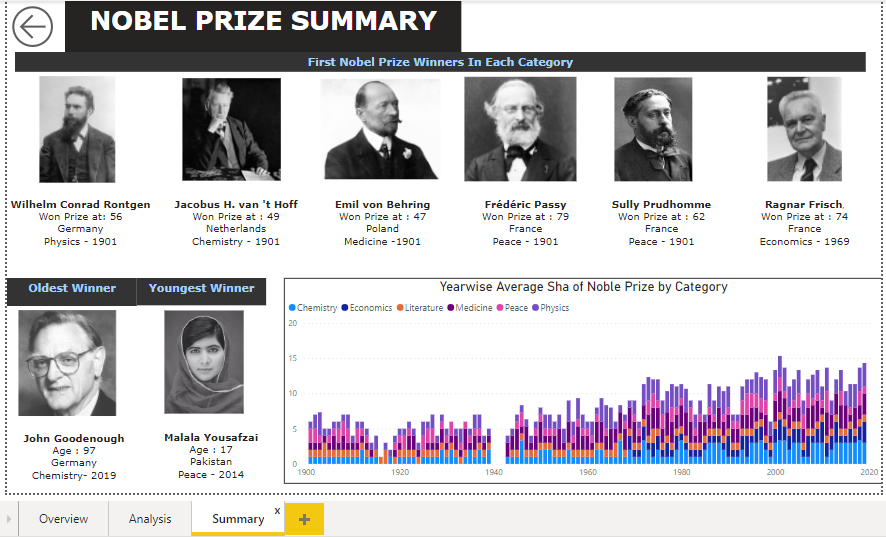 NOBEL PRIZE SUMMARY
First Nobel Prize Winners In Each Category
Wilhelm Conrad Rontgen
Won Prize at: 56
Germany
Physics - 1901
Jacobus H. van 't Hoff
Won Prize at : 49
Netherlands
Chemistry - 1901
Emil von Behring
Won Prize at : 47
Poland
Medicine -1901
Frédéric Passy
Won Prize at : 79
France
Peace - 1901
Sully Prudhomme
Won Prize at : 62
France
Peace - 1901
Ragnar Frisch,
Won Prize at : 74
France
Economics - 1969
Oldest Winner
John Goodenough
Age : 97
Germany
Chemistry- 2019
Youngest Winner
Malala Yousafzai
Age : 17
Pakistan
Peace - 2014
Yearwise Average Sha of Noble Prize by Category
Chemistry Economics Literature Medicine Peace Physics
20
15
10
5
0
1900 1920 1940 1960 1980 2000 2020
Overview Analysis Summary x +